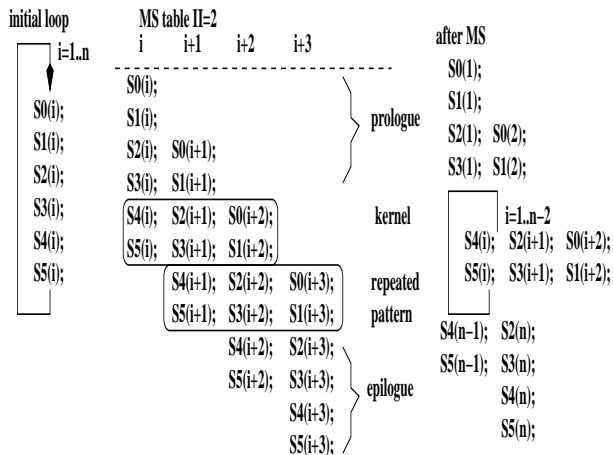 initial loop
i=1..n
S0(i);
S1(i);
S2(i);
S3(i);
S4(i);
S5(i);
MS table II=2
i i+1 i+2 i+3
S0(i);
S1(i);
S2(i); S0(i+1);
S3(i); S1(i+1);
S4(i); S2(i+1); S0(i+2);
S5(i); S3(i+1); S1(i+2);
S4(i+1); S2(i+2); S0(i+3);
S5(i+1); S3(i+2); S1(i+3);
S4(i+2); S2(i+3);
S5(i+2); S3(i+3);
S4(i+3);
S5(i+3);
prologue
kernel
repeated
pattern
epilogue
after MS
S0(1);
S1(1);
S2(1); S0(2);
S3(1); S1(2);
i=1..n−2
S4(i); S2(i+1); S0(i+2);
S5(i); S3(i+1); S1(i+2);
S4(n−1); S2(n);
S5(n−1); S3(n);
S4(n);
S5(n);